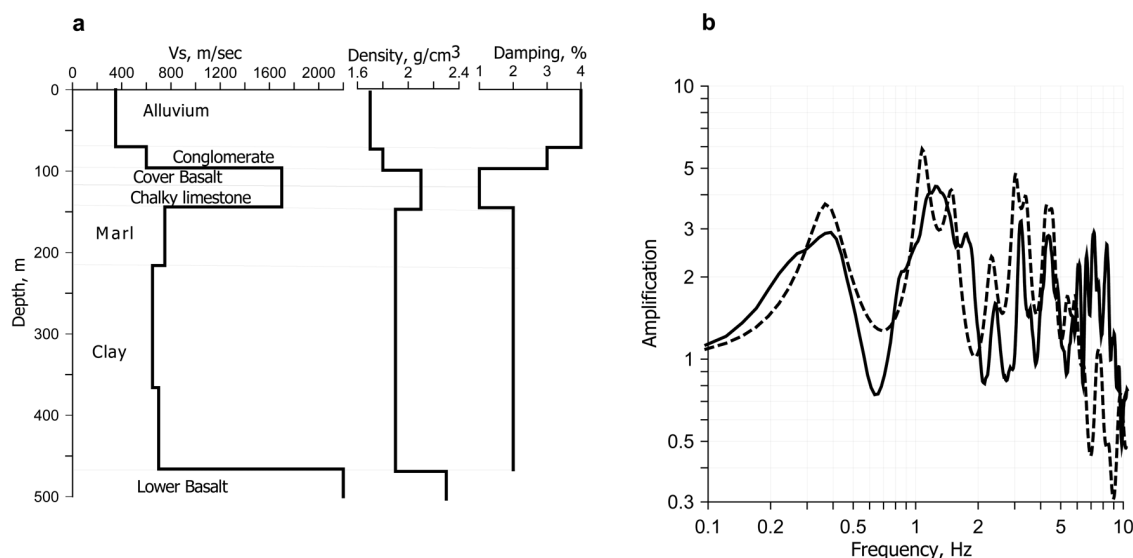 a
Vs, m/sec
0 400 800 1200 1600 2000
Density, g/cm3
1.6 2 2.4
Damping, %
1 2 3 4
Depth, m
0
100
200
300
400
500
Alluvium
Conglomerate
Cover Basalt
Chalky limestone
Marl
Clay
Lower Basalt
b
Amplification
10
5
3
2
1
0.5
0.3
0.1 0.2 0.5 1 2 5 10
Frequency, Hz